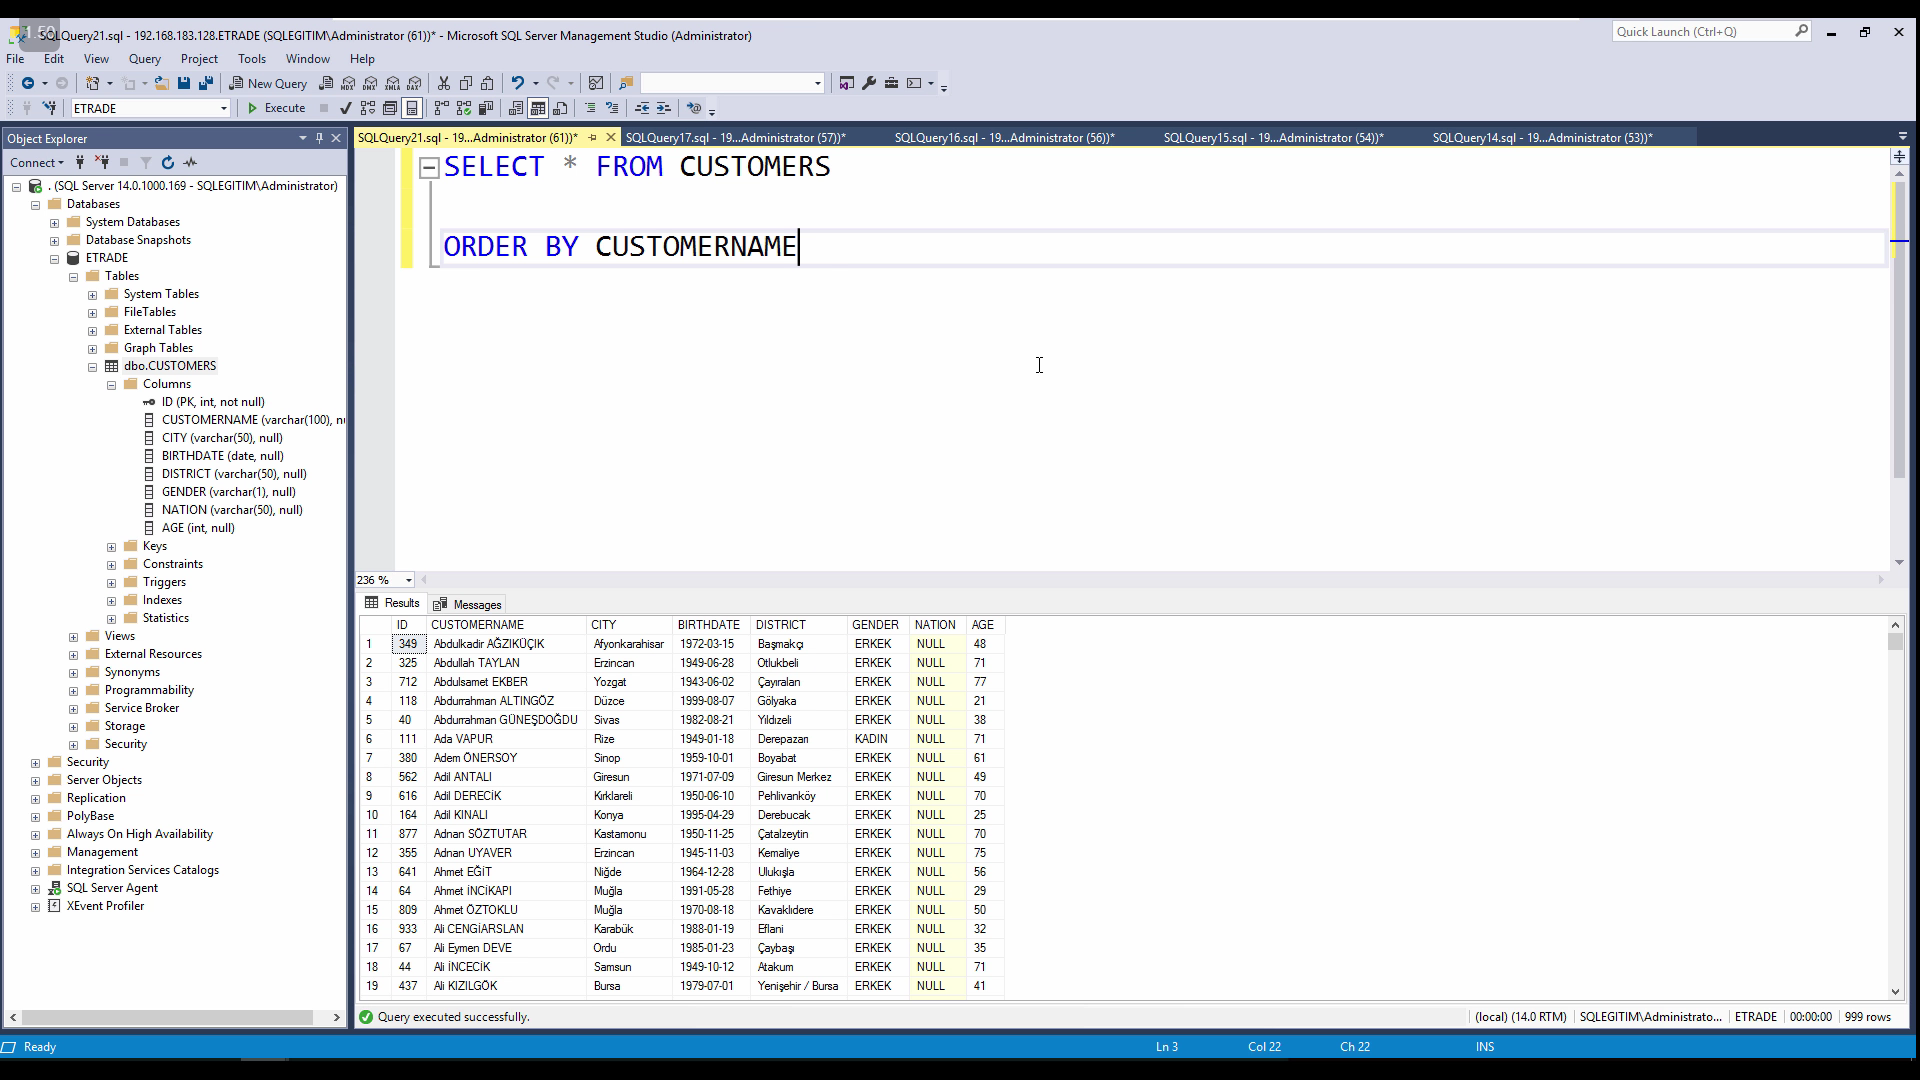 1.50
SQLQuery21.sql - 192.168.183.128.ETRADE (SQLEGITIM\Administrator (61))* - Microsoft SQL Server Management Studio (Administrator)
Quick Launch (Ctrl+Q)
File Edit View Query Project Tools Window Help
New Query
ETRADE Execute
Object Explorer
SQLQuery21.sql - 19...Administrator (61))* SQLQuery17.sql - 19...Administrator (57))* SQLQuery16.sql - 19...Administrator (56))* SQLQuery15.sql - 19...Administrator (54))* SQLQuery14.sql - 19...Administrator (53))*
Connect
. (SQL Server 14.0.1000.169 - SQLEGITIM\Administrator)
Databases
System Databases
Database Snapshots
ETRADE
Tables
System Tables
FileTables
External Tables
Graph Tables
dbo.CUSTOMERS
Columns
ID (PK, int, not null)
CUSTOMERNAME (varchar(100), n
CITY (varchar(50), null)
BIRTHDATE (date, null)
DISTRICT (varchar(50), null)
GENDER (varchar(1), null)
NATION (varchar(50), null)
AGE (int, null)
Keys
Constraints
Triggers
Indexes
Statistics
Views
External Resources
Synonyms
Programmability
Service Broker
Storage
Security
Security
Server Objects
Replication
PolyBase
Always On High Availability
Management
Integration Services Catalogs
SQL Server Agent
XEvent Profiler
SELECT * FROM CUSTOMERS
ORDER BY CUSTOMERNAME
236 %
Results Messages
ID CUSTOMERNAME CITY BIRTHDATE DISTRICT GENDER NATION AGE
1 349 Abdulkadir AĞZIKÜÇIK Afyonkarahisar 1972-03-15 Başmakçı ERKEK NULL 48
2 325 Abdullah TAYLAN Erzincan 1949-06-28 Otlukbeli ERKEK NULL 71
3 712 Abdulsamet EKBER Yozgat 1943-06-02 Çayıralan ERKEK NULL 77
4 118 Abdurrahman ALTINGÖZ Düzce 1999-08-07 Gölyaka ERKEK NULL 21
5 40 Abdurrahman GÜNEŞDOĞDU Sivas 1982-08-21 Yıldızeli ERKEK NULL 38
6 111 Ada VAPUR Rize 1949-01-18 Derepazarı KADIN NULL 71
7 380 Adem ÖNERSOY Sinop 1959-10-01 Boyabat ERKEK NULL 61
8 562 Adil ANTALI Giresun 1971-07-09 Giresun Merkez ERKEK NULL 49
9 616 Adil DERECİK Kırklareli 1950-06-10 Pehlivanköy ERKEK NULL 70
10 164 Adil KINALI Konya 1995-04-29 Derebucak ERKEK NULL 25
11 877 Adnan SÖZTUTAR Kastamonu 1950-11-25 Çatalzeytin ERKEK NULL 70
12 355 Adnan UYAVER Erzincan 1945-11-03 Kemaliye ERKEK NULL 75
13 641 Ahmet EĞİT Niğde 1964-12-28 Ulukışla ERKEK NULL 56
14 64 Ahmet İNCİKAPI Muğla 1991-05-28 Fethiye ERKEK NULL 29
15 809 Ahmet ÖZTOKLU Muğla 1970-08-18 Kavaklıdere ERKEK NULL 50
16 933 Ali CENGİARSLAN Karabük 1988-01-19 Eflani ERKEK NULL 32
17 67 Ali Eymen DEVE Ordu 1985-01-23 Çaybaşı ERKEK NULL 35
18 44 Ali İNCECİK Samsun 1949-10-12 Atakum ERKEK NULL 71
19 437 Ali KIZILGÖK Bursa 1979-07-01 Yenişehir / Bursa ERKEK NULL 41
Query executed successfully. (local) (14.0 RTM) SQLEGITIM\Administrato... ETRADE 00:00:00 999 rows
Ready Ln 3 Col 22 Ch 22 INS